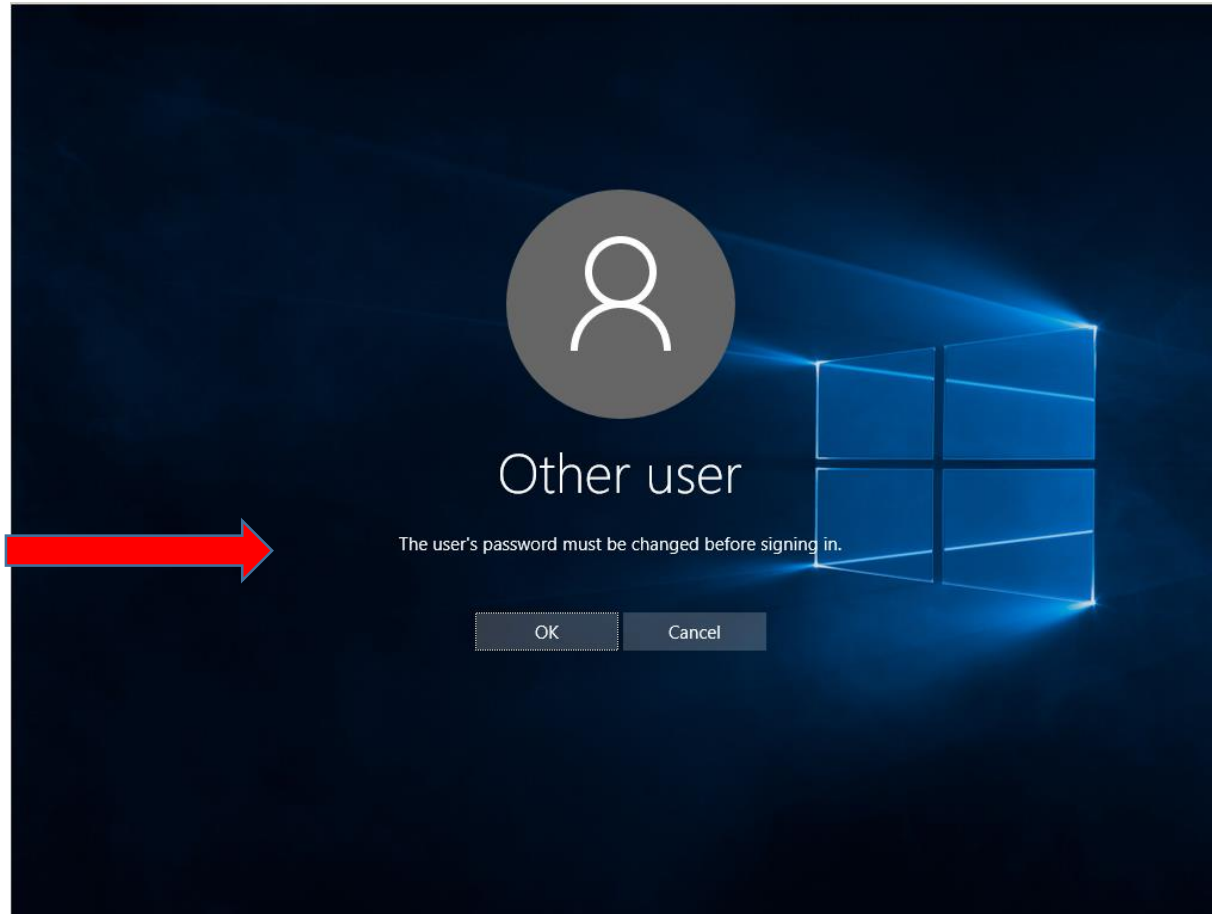 Other user
The user's password must be changed before signing in.
OK
Cancel